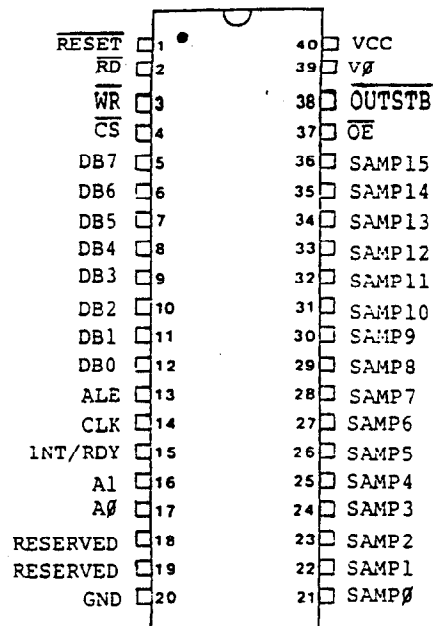 RESET 1 40 VCC
RD 2 39 VØ
WR 3 38 OUTSTB
CS 4 37 OE
DB7 5 36 SAMP15
DB6 6 35 SAMP14
DB5 7 34 SAMP13
DB4 8 33 SAMP12
DB3 9 32 SAMP11
DB2 10 31 SAMP10
DB1 11 30 SAMP9
DB0 12 29 SAMP8
ALE 13 28 SAMP7
CLK 14 27 SAMP6
INT/RDY 15 26 SAMP5
A1 16 25 SAMP4
AØ 17 24 SAMP3
RESERVED 18 23 SAMP2
RESERVED 19 22 SAMP1
GND 20 21 SAMPØ